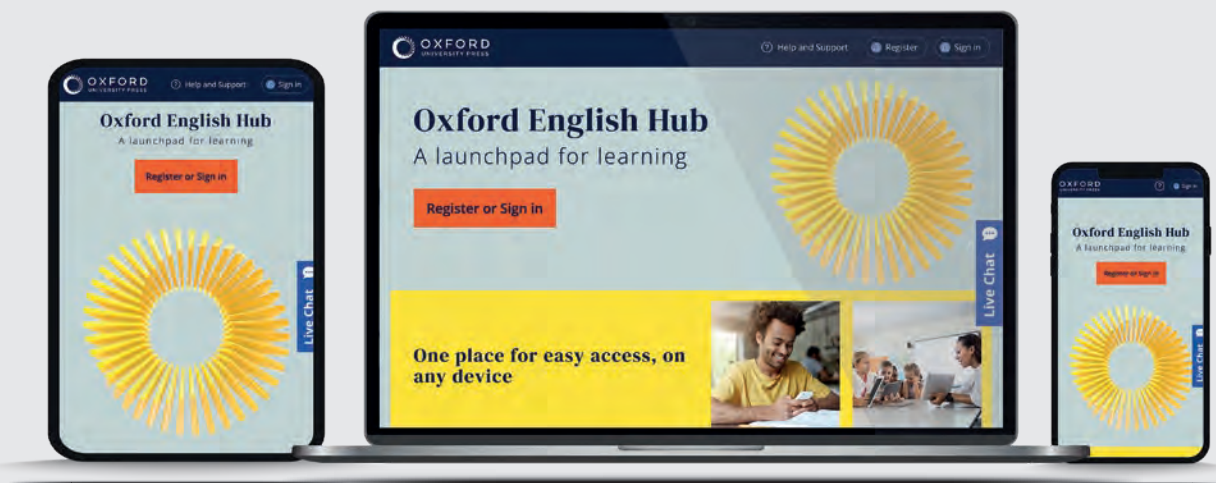 OXFORD
UNIVERSITY PRESS
Help and Support
Sign in
Oxford English Hub
A launchpad for learning
Register or Sign in
Live Chat
OXFORD
UNIVERSITY PRESS
Help and Support
Register
Sign in
Oxford English Hub
A launchpad for learning
Register or Sign in
Live Chat
One place for easy access, on
any device
OXFORD
Sign in
Oxford English Hub
A launchpad for learning
Register or Sign in
Live Chat